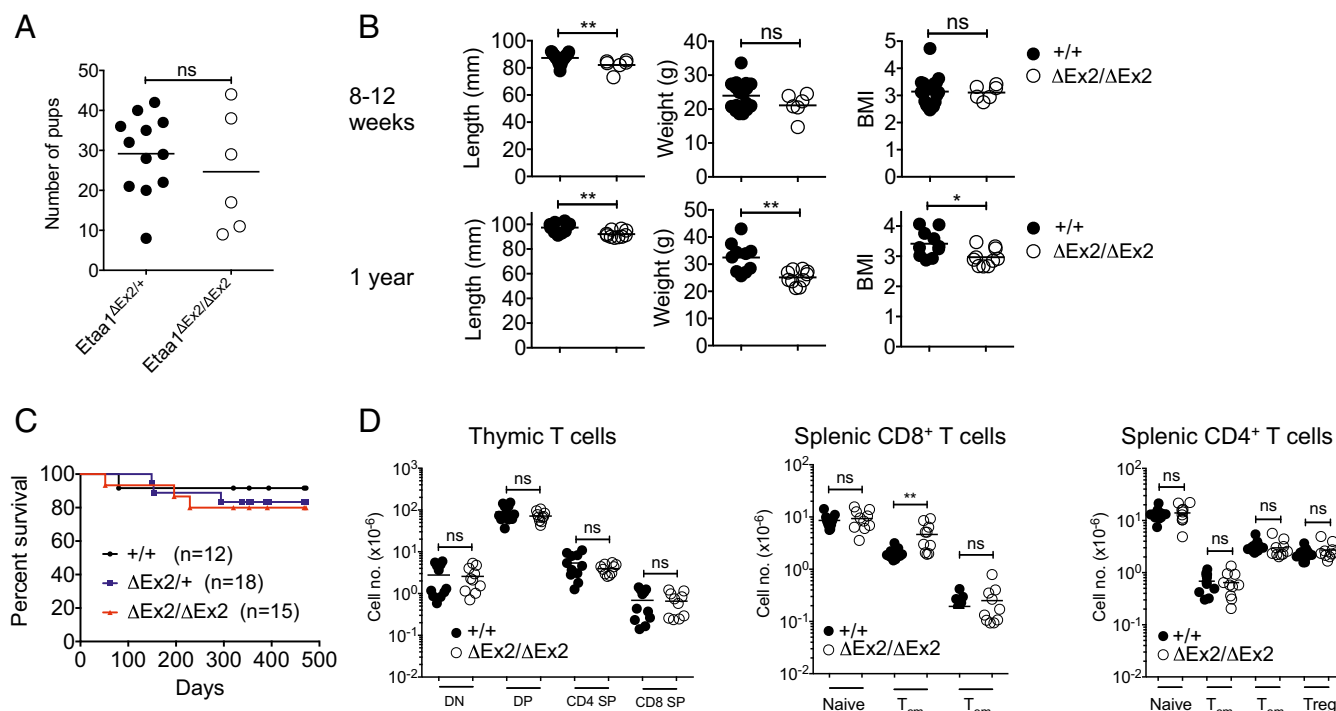 A
Number of pups
50
40
30
20
10
0
ns
Etaa1ΔEx2/+
Etaa1ΔEx2/ΔEx2
B
8-12
weeks
Length (mm)
100
80
60
40
20
0
**
Weight (g)
40
30
20
10
0
ns
BMI
5
4
3
2
1
0
ns
+/+
ΔEx2/ΔEx2
1 year
Length (mm)
100
80
60
40
20
0
**
Weight (g)
50
40
30
20
10
0
**
BMI
4
3
2
1
0
*
+/+
ΔEx2/ΔEx2
C
Percent survival
100
80
60
40
80
100
+/+ (n=12)
ΔEx2/+ (n=18)
ΔEx2/ΔEx2 (n=15)
0 100 200 300 400 500
Days
D
Thymic T cells
Cell no. (x10-6)
103
102
101
100
10-1
10-2
ns
ns
ns
ns
+/+
ΔEx2/ΔEx2
DN DP CD4 SP CD8 SP
Splenic CD8+ T cells
Cell no. (x10-6)
102
101
100
10-1
10-2
ns
**
ns
+/+
ΔEx2/ΔEx2
Naive
Splenic CD4+ T cells
Cell no. (x10-6)
102
101
100
10-1
10-2
ns
ns
ns
ns
+/+
ΔEx2/ΔEx2
Naive Treg